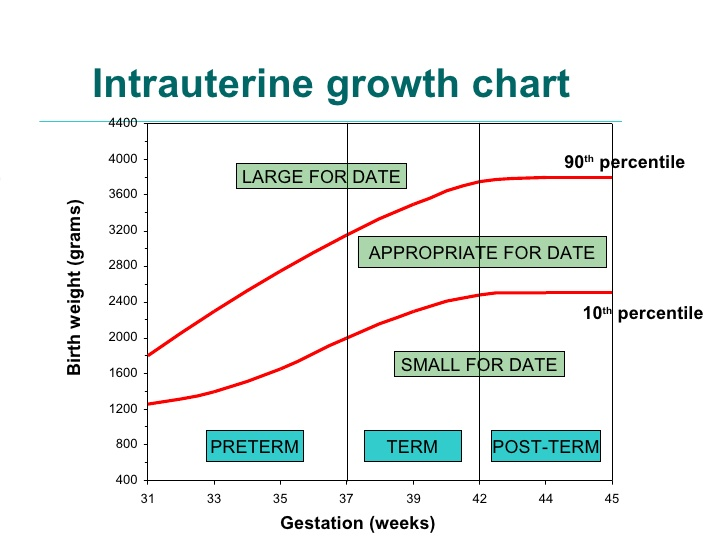 Intrauterine growth chart
4400
4000
3600
3200
2800
2400
2000
1600
1200
800
400
Birth weight (grams)
90th percentile
LARGE FOR DATE
APPROPRIATE FOR DATE
10th percentile
SMALL FOR DATE
PRETERM TERM POST-TERM
31 33 35 37 39 42 44 45
Gestation (weeks)